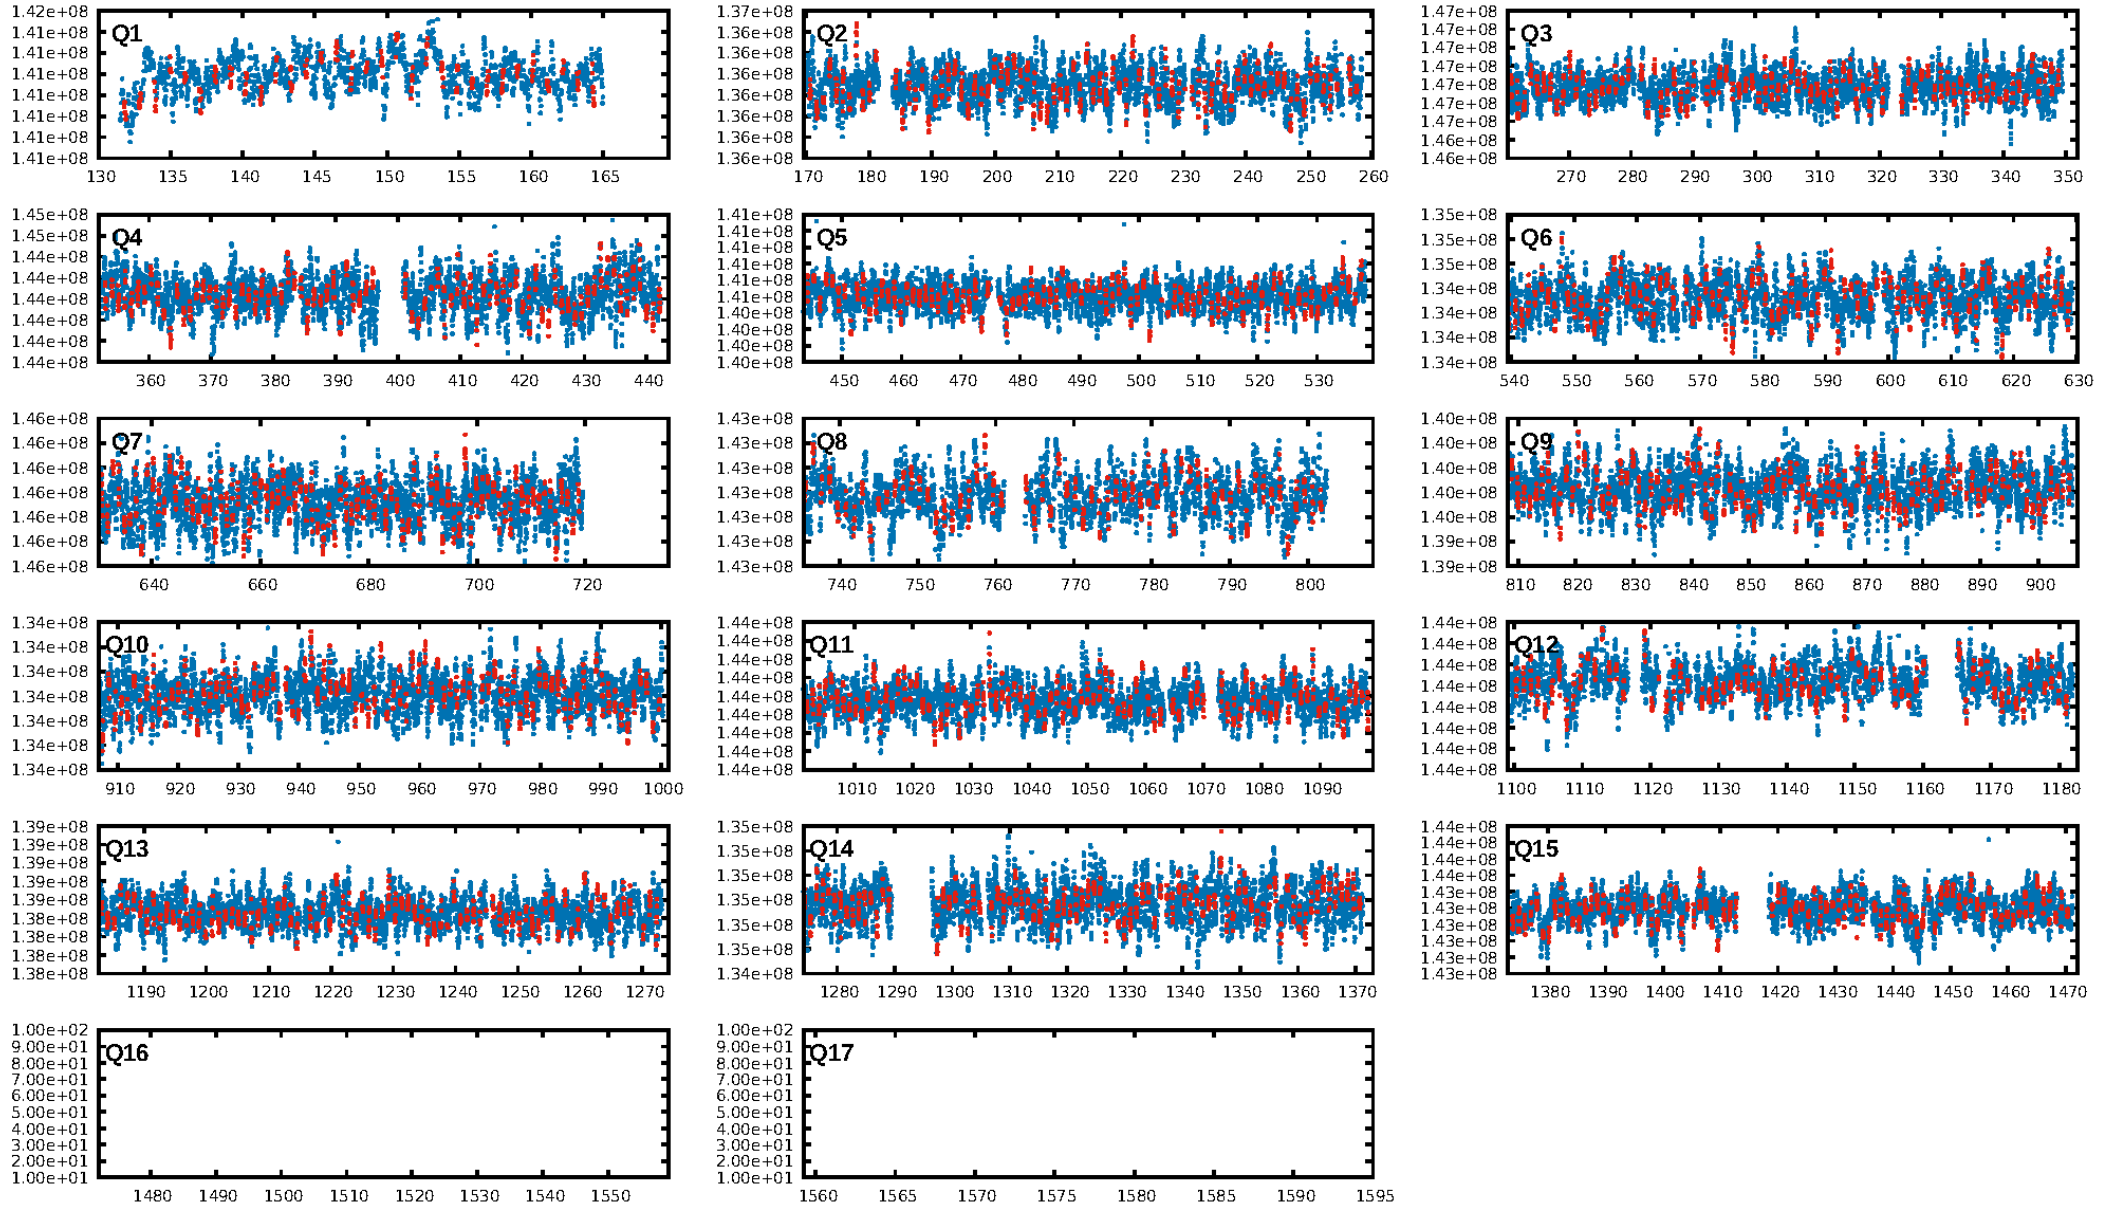 Q1
1.42e+08
1.41e+08
1.41e+08
1.41e+08
1.41e+08
1.41e+08
1.41e+08
1.41e+08
130 135 140 145 150 155 160 165
Q2
1.37e+08
1.36e+08
1.36e+08
1.36e+08
1.36e+08
1.36e+08
1.36e+08
1.36e+08
170 180 190 200 210 220 230 240 250 260
Q3
1.47e+08
1.47e+08
1.47e+08
1.47e+08
1.47e+08
1.47e+08
1.47e+08
1.46e+08
1.46e+08
270 280 290 300 310 320 330 340 350
Q4
1.45e+08
1.45e+08
1.44e+08
1.44e+08
1.44e+08
1.44e+08
1.44e+08
1.44e+08
360 370 380 390 400 410 420 430 440
Q5
1.41e+08
1.41e+08
1.41e+08
1.41e+08
1.41e+08
1.41e+08
1.40e+08
1.40e+08
1.40e+08
1.40e+08
450 460 470 480 490 500 510 520 530
Q6
1.35e+08
1.35e+08
1.35e+08
1.34e+08
1.34e+08
1.34e+08
1.34e+08
540 550 560 570 580 590 600 610 620 630
Q7
1.46e+08
1.46e+08
1.46e+08
1.46e+08
1.46e+08
1.46e+08
1.46e+08
640 660 680 700 720
Q8
1.43e+08
1.43e+08
1.43e+08
1.43e+08
1.43e+08
1.43e+08
1.43e+08
740 750 760 770 780 790 800
Q9
1.40e+08
1.40e+08
1.40e+08
1.40e+08
1.40e+08
1.39e+08
1.39e+08
810 820 830 840 850 860 870 880 890 900
Q10
1.34e+08
1.34e+08
1.34e+08
1.34e+08
1.34e+08
1.34e+08
1.34e+08
910 920 930 940 950 960 970 980 990 1000
Q11
1.44e+08
1.44e+08
1.44e+08
1.44e+08
1.44e+08
1.44e+08
1.44e+08
1.44e+08
1.44e+08
1010 1020 1030 1040 1050 1060 1070 1080 1090
Q12
1.44e+08
1.44e+08
1.44e+08
1.44e+08
1.44e+08
1.44e+08
1.44e+08
1.44e+08
1100 1110 1120 1130 1140 1150 1160 1170 1180
Q13
1.39e+08
1.39e+08
1.39e+08
1.39e+08
1.39e+08
1.38e+08
1.38e+08
1.38e+08
1.38e+08
1190 1200 1210 1220 1230 1240 1250 1260 1270
Q14
1.35e+08
1.35e+08
1.35e+08
1.35e+08
1.35e+08
1.35e+08
1.34e+08
1280 1290 1300 1310 1320 1330 1340 1350 1360 1370
Q15
1.44e+08
1.44e+08
1.44e+08
1.44e+08
1.43e+08
1.43e+08
1.43e+08
1.43e+08
1.43e+08
1.43e+08
1380 1390 1400 1410 1420 1430 1440 1450 1460 1470
Q16
1.00e+02
9.00e+01
8.00e+01
7.00e+01
6.00e+01
5.00e+01
4.00e+01
3.00e+01
2.00e+01
1.00e+01
1480 1490 1500 1510 1520 1530 1540 1550
Q17
1.00e+02
9.00e+01
8.00e+01
7.00e+01
6.00e+01
5.00e+01
4.00e+01
3.00e+01
2.00e+01
1.00e+01
1560 1565 1570 1575 1580 1585 1590 1595